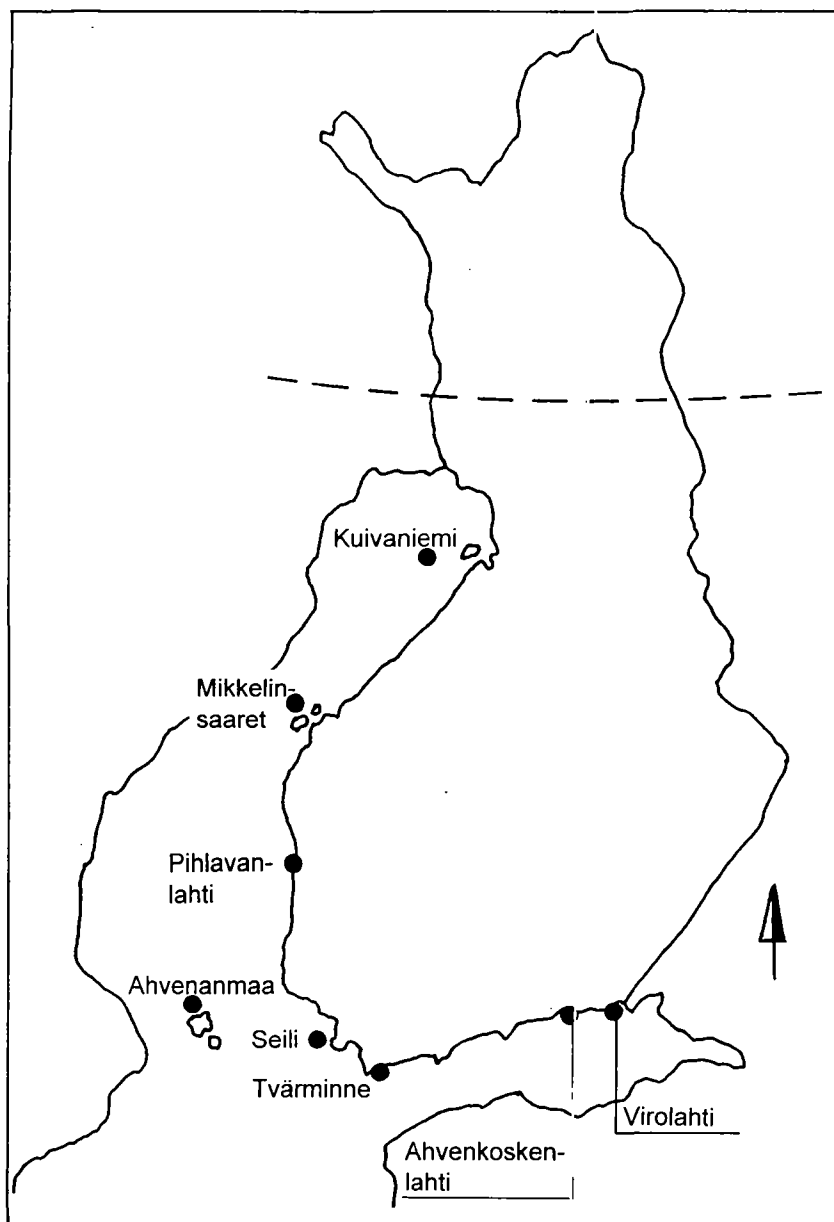 Kuivaniemi
Mikkelin-
saaret
Pihlavan-
lahti
Ahvenanmaa
Seili
Tvärminne
Virolahti
Ahvenkosken-
lahti